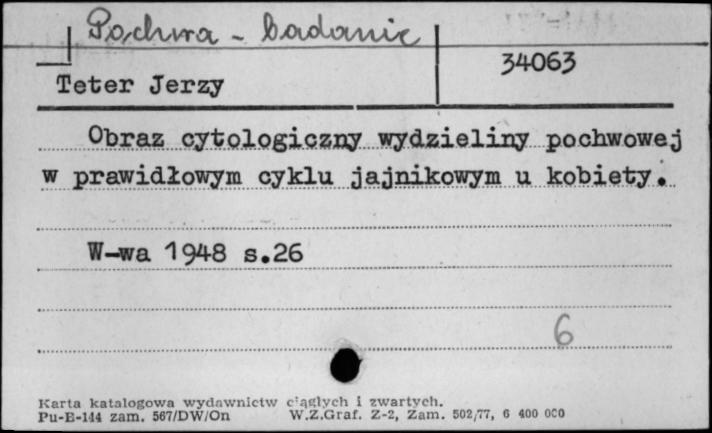 Pochwa - badanie
34063
Teter Jerzy
Obraz cytologiczny wydzieliny pochwowej
w prawidłowym cyklu jajnikowym u kobiety.
W-wa 1948 s.26
6
Karta katalogowa wydawnictw ciągłych i zwartych.
Pu-E-144 zam. 567/DW/On W.Z.Graf. Z-2, Zam. 502/77, 6 400 000